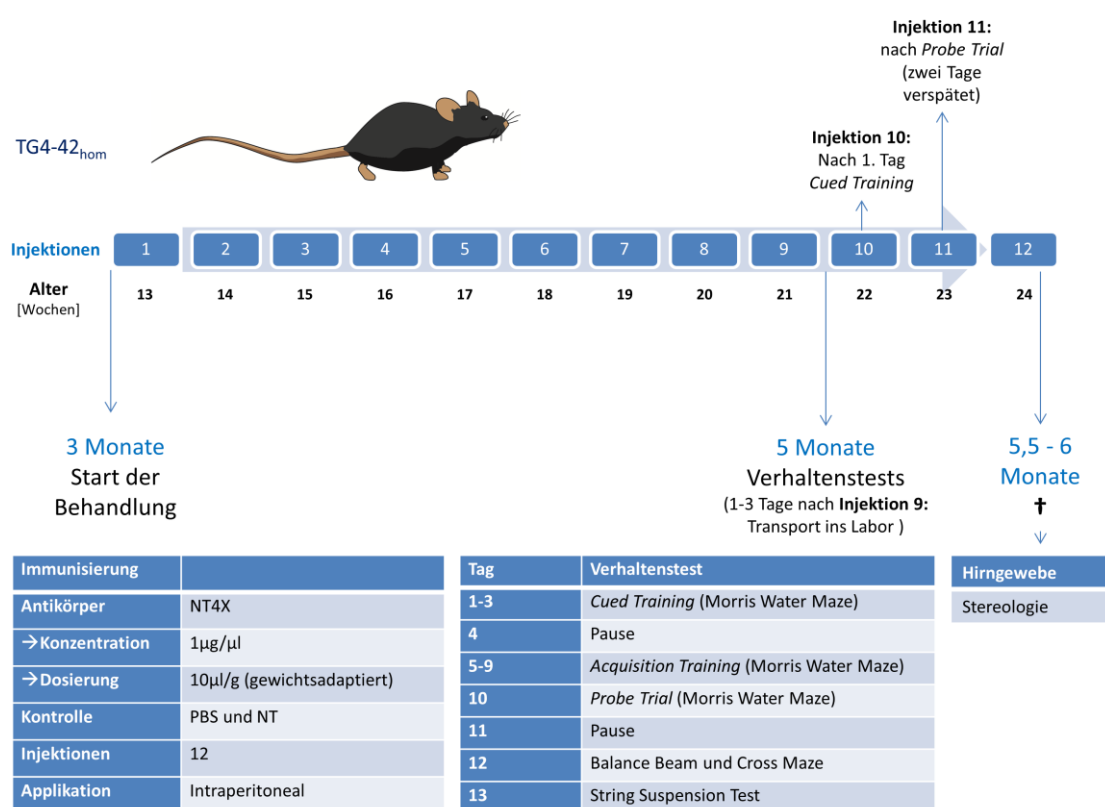 Injektion 11:
nach Probe Trial
(zwei Tage
verspätet)
TG4-42hom
Injektion 10:
Nach 1. Tag
Cued Training
Injektionen 1 2 3 4 5 6 7 8 9 10 11 12
Alter 13 14 15 16 17 18 19 20 21 22 23 24
[Wochen]
3 Monate
Start der
Behandlung
5 Monate
Verhaltenstests
(1-3 Tage nach Injektion 9:
Transport ins Labor )
5,5 - 6
Monate
✝
Immunisierung
Antikörper NT4X
→Konzentration 1µg/µl
→Dosierung 10µl/g (gewichtsadaptiert)
Kontrolle PBS und NT
Injektionen 12
Applikation Intraperitoneal
Tag Verhaltenstest
1-3 Cued Training (Morris Water Maze)
4 Pause
5-9 Acquisition Training (Morris Water Maze)
10 Probe Trial (Morris Water Maze)
11 Pause
12 Balance Beam und Cross Maze
13 String Suspension Test
Hirngewebe
Stereologie